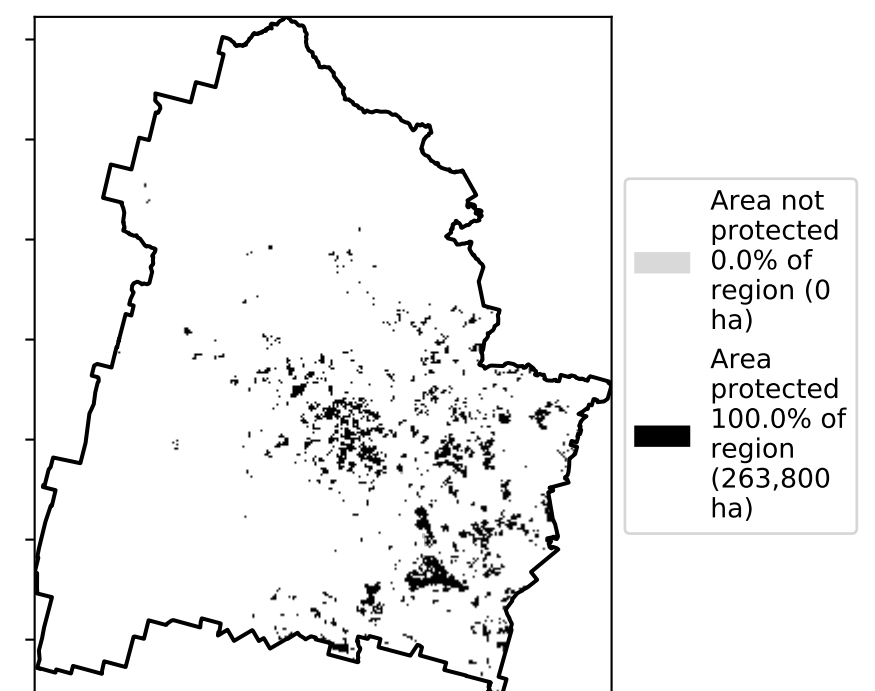 Area not
protected
0.0% of
region (0
ha)
Area
protected
100.0% of
region
(263,800
ha)